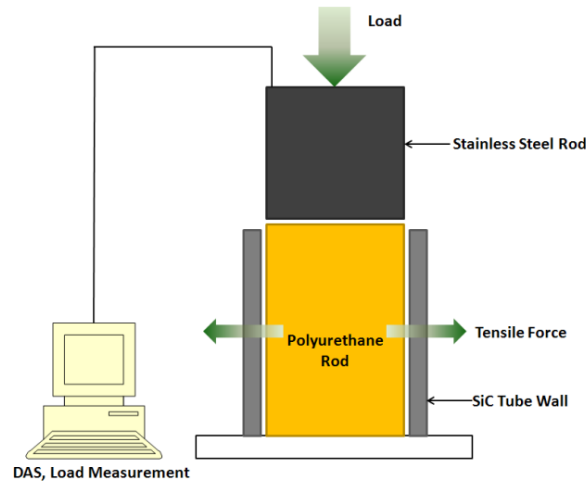 Load
Stainless Steel Rod
Polyurethane
Rod
Tensile Force
SiC Tube Wall
DAS, Load Measurement